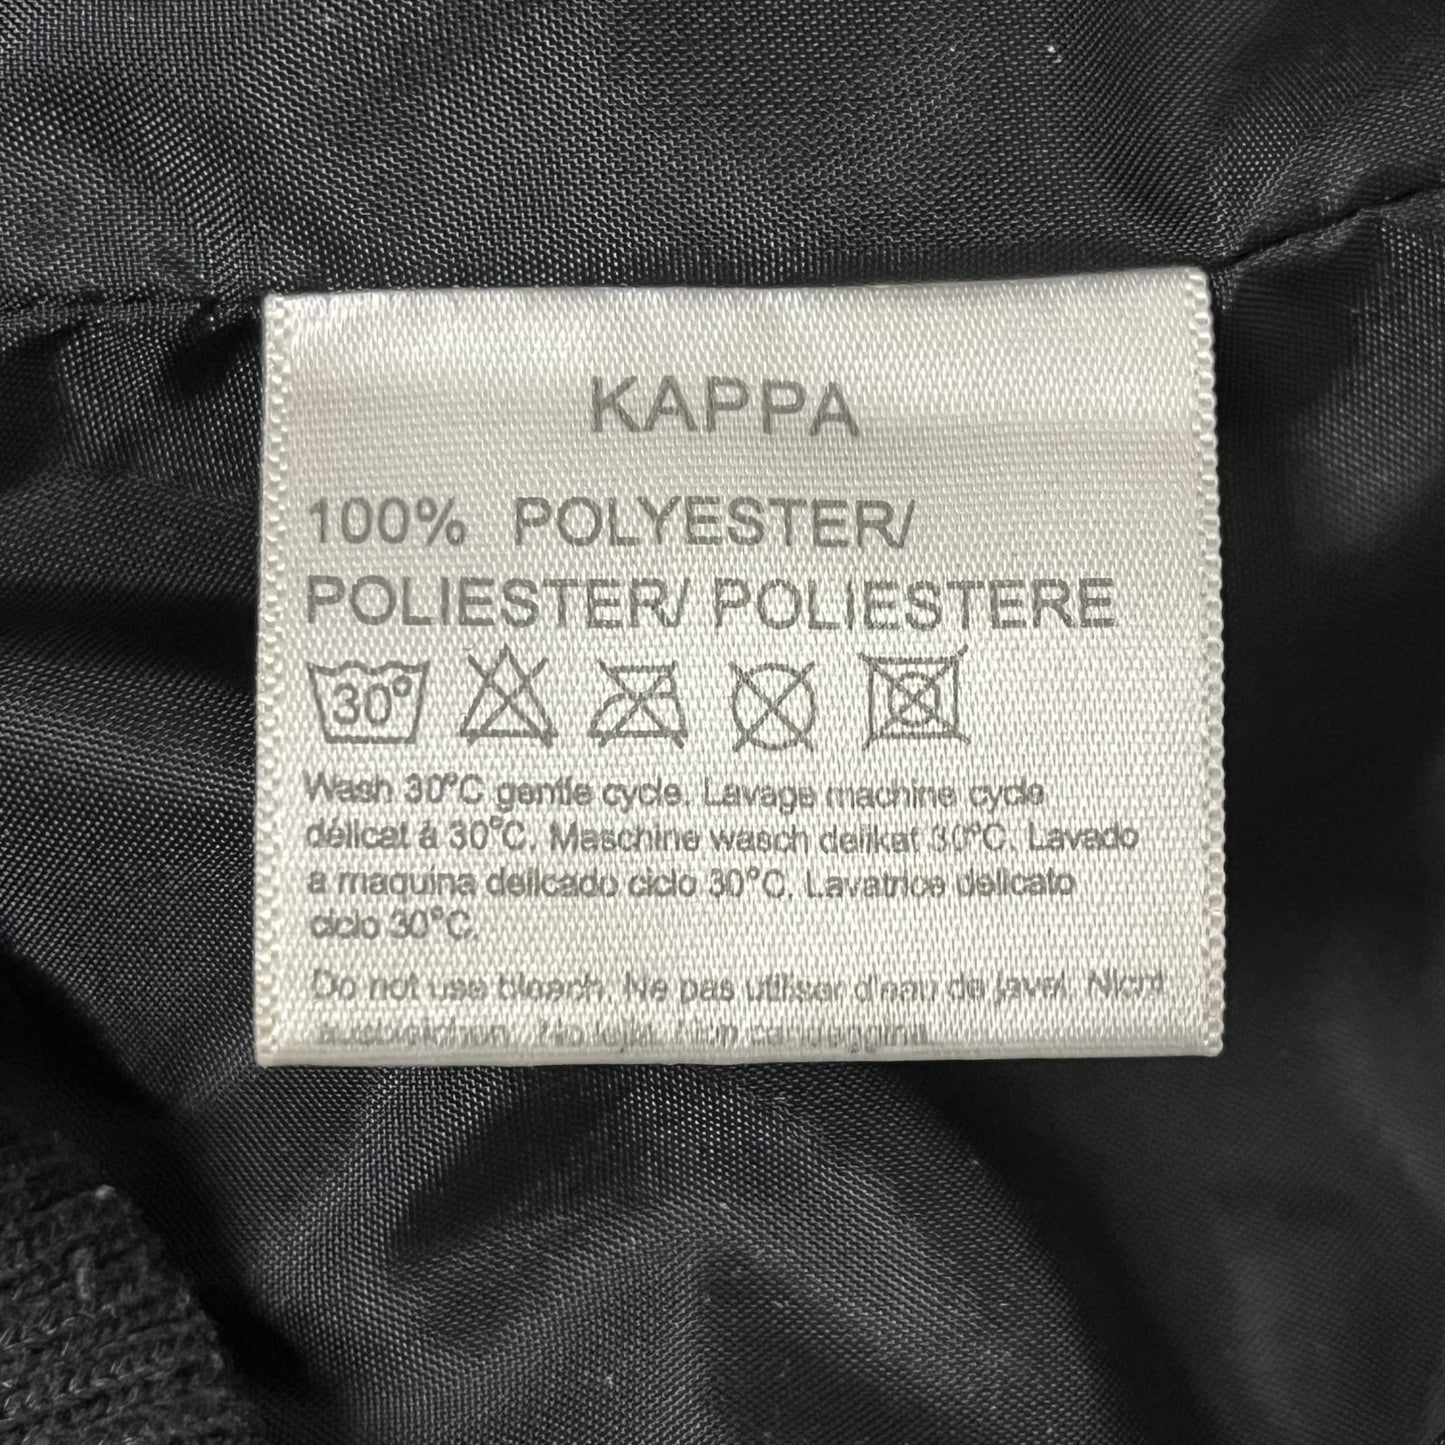 KAPPA
100% POLYESTER/
POLIESTER/ POLIESTERE
30°
Wash 30°C gentle cycle. Lavage machine cycle
délicat à 30°C. Maschine wasch delikat 30°C. Lavado
a maquina delicado ciclo 30°C. Lavatrice delicato
ciclo 30°C.
Do not use bleach. Ne pas utiliser d'eau de javel. Nicht